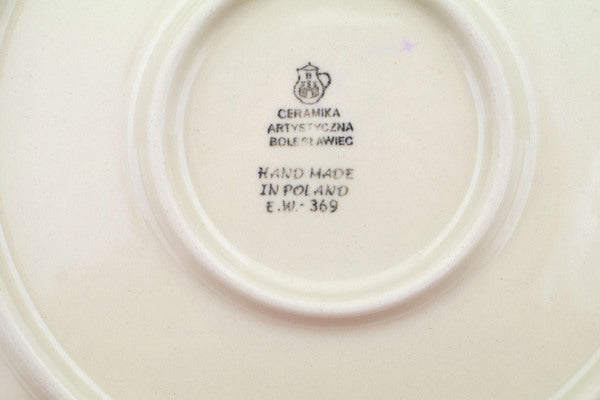 B
CERAMIKA
ARTYSTYCZNA
BOLESŁAWIEC
HAND MADE
IN POLAND
E.W.- 369